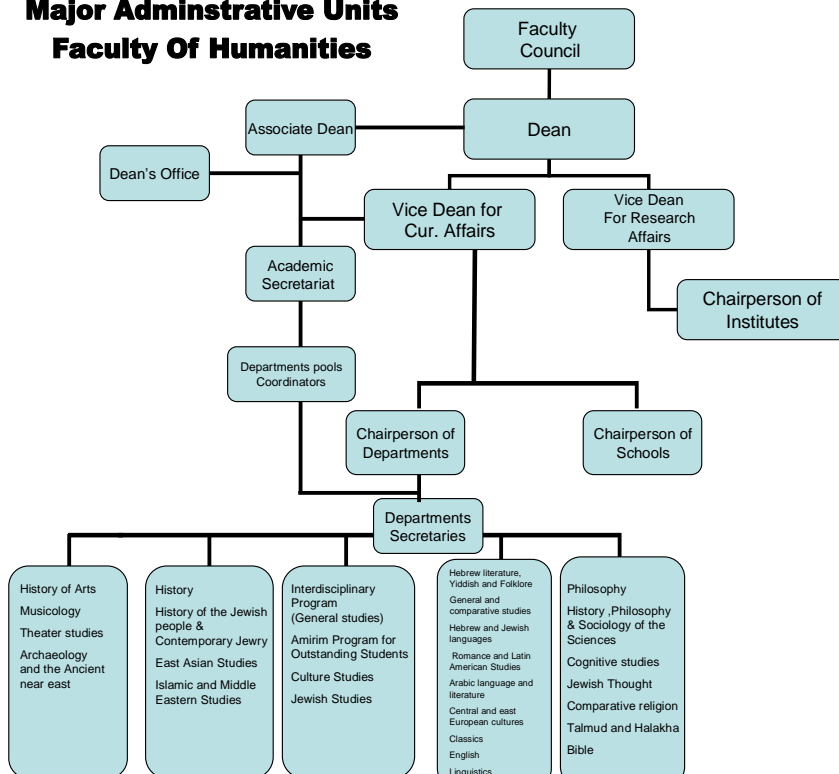 Major Adminstrative Units
Faculty Of Humanities
Faculty
Council
Associate Dean
Dean
Dean's Office
Vice Dean for
Cur. Affairs
Vice Dean
For Research
Affairs
Academic
Secretariat
Chairperson of
Institutes
Departments pools
Coordinators
Chairperson of
Departments
Chairperson of
Schools
Departments
Secretaries
History of Arts
Musicology
Theater studies
Archaeology
and the Ancient
near east
History
History of the Jewish
people &
Contemporary Jewry
East Asian Studies
Islamic and Middle
Eastern Studies
Interdisciplinary
Program
(General studies)
Amirim Program for
Outstanding Students
Culture Studies
Jewish Studies
Hebrew literature,
Yiddish and Folklore
General and
comparative studies
Hebrew and Jewish
languages
Romance and Latin
American Studies
Arabic language and
literature
Central and east
European cultures
Classics
English
Linguistics
Philosophy
History ,Philosophy
& Sociology of the
Sciences
Cognitive studies
Jewish Thought
Comparative religion
Talmud and Halakha
Bible